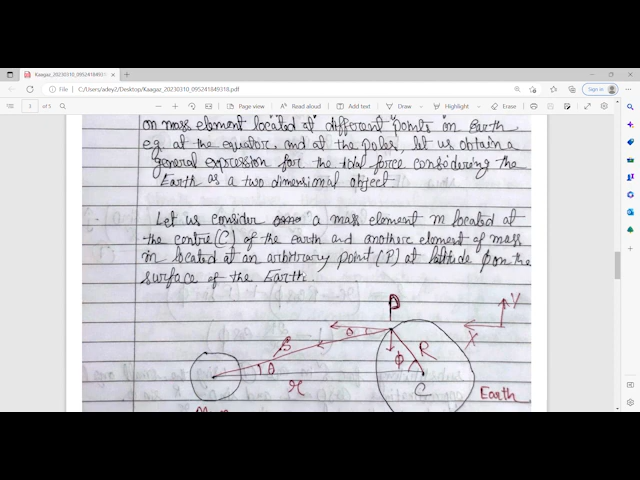 Kaagaz_20230310_095241849318.pdf
File | C:/Users/adey2/Desktop/Kaagaz_20230310_095241849318.pdf
Sign in
3 of 5
Page view
Read aloud
Add text
Draw
Highlight
Erase
on mass element located at different points on Earth
e.g. at the equator, and at the poles, let us obtain a
general expression for the total force considering the
Earth as a two dimensional object
Let us consider a mass element m located at
the centre (C) of the earth and another element of mass
m located at an arbitrary point (P) at latitude ϕ on the
surface of the Earth.
P
Y
X
θ
R
ϕ
θ
r
C
Earth